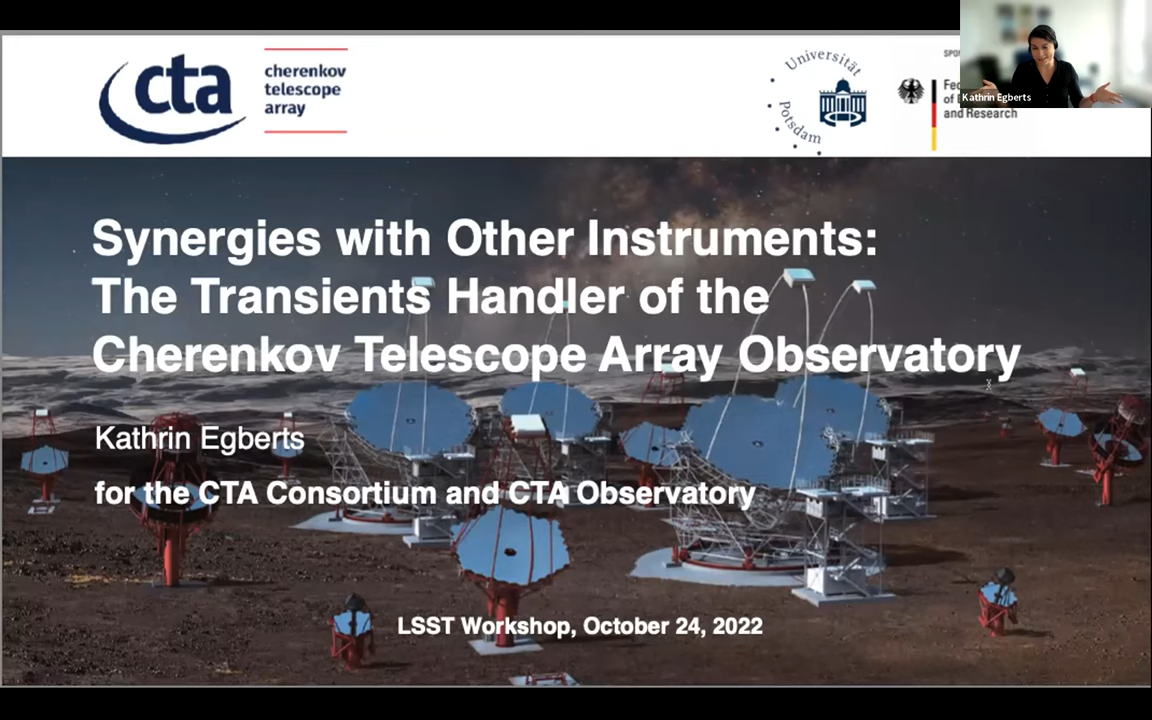 cta
cherenkov
telescope
array
Universität
Potsdam
and Research
Kathrin Egberts
Synergies with Other Instruments:
The Transients Handler of the
Cherenkov Telescope Array Observatory
Kathrin Egberts
for the CTA Consortium and CTA Observatory
LSST Workshop, October 24, 2022